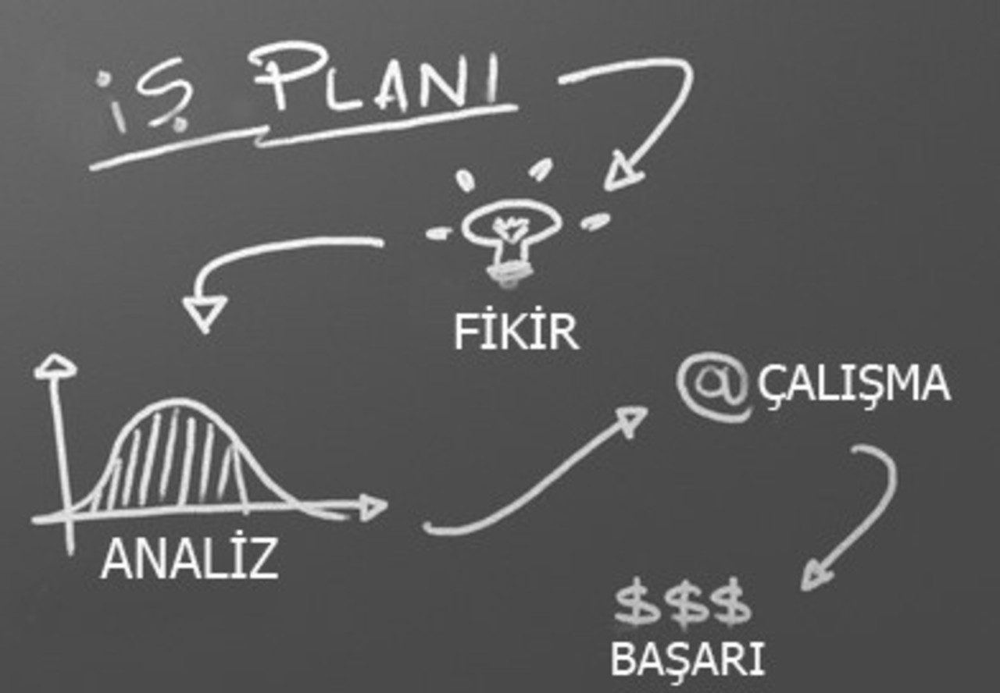 İŞ PLANI
FİKİR
ANALİZ
@ ÇALIŞMA
$$$
BAŞARI